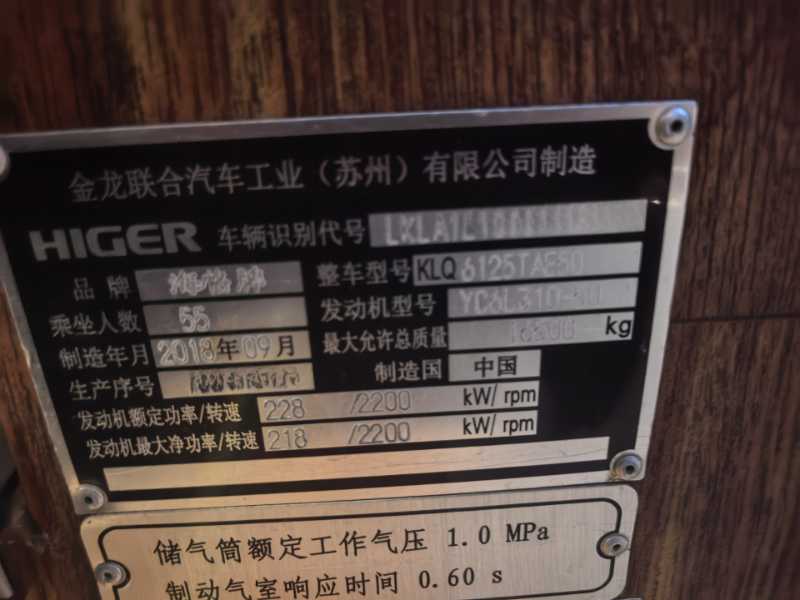 金龙联合汽车工业（苏州）有限公司制造
HIGER 车辆识别代号
品牌 海格牌 整车型号 KLQ
乘坐人数 55 发动机型号
制造年月 2018年09月 最大允许总质量 kg
生产序号 制造国 中国
发动机额定功率/转速 228 /2200 kW/rpm
发动机最大净功率/转速 218 /2200 kW/rpm
储气筒额定工作气压 1.0 MPa
制动气室响应时间 0.60 s